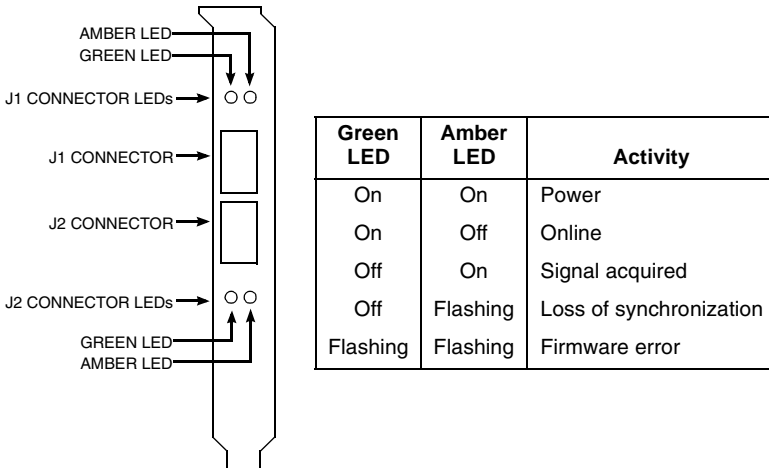 AMBER LED
GREEN LED
J1 CONNECTOR LEDs
J1 CONNECTOR
J2 CONNECTOR
J2 CONNECTOR LEDs
GREEN LED
AMBER LED
Green LED Amber LED Activity
On On Power
On Off Online
Off On Signal acquired
Off Flashing Loss of synchronization
Flashing Flashing Firmware error